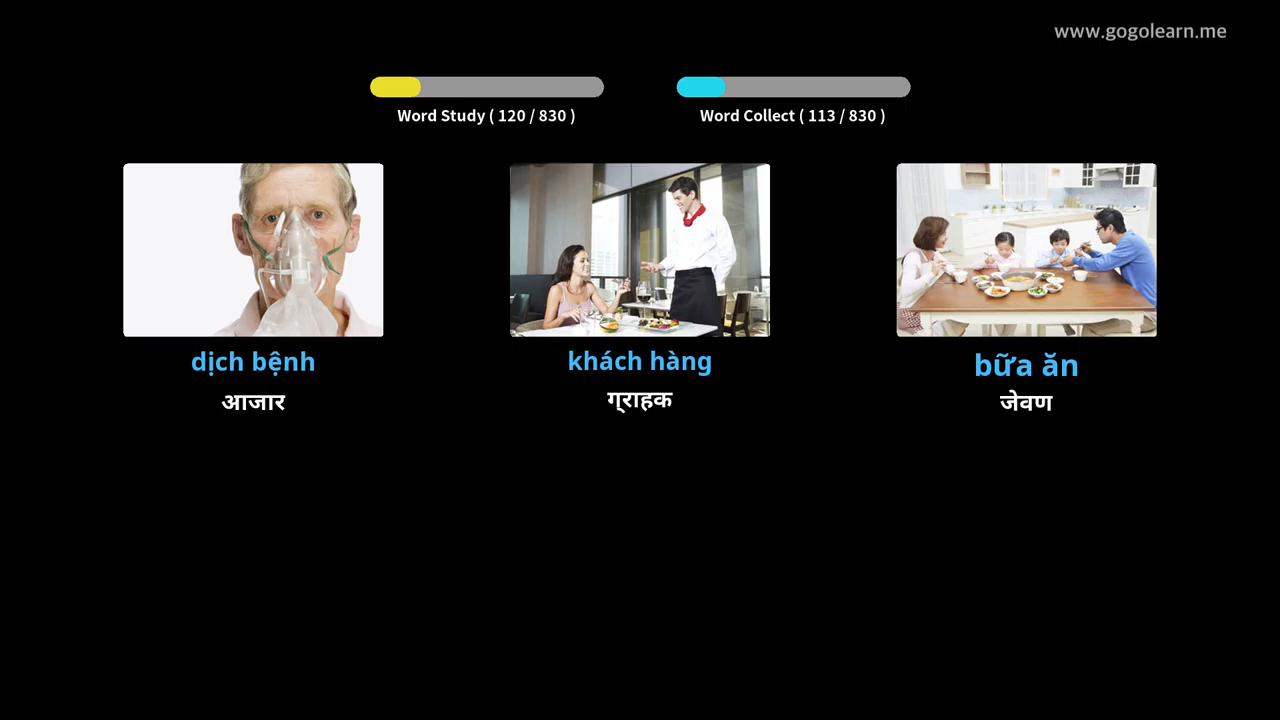 www.gogolearn.me
Word Study ( 120 / 830 )
Word Collect ( 113 / 830 )
dịch bệnh
आजार
khách hàng
ग्राहक
bữa ăn
जेवण